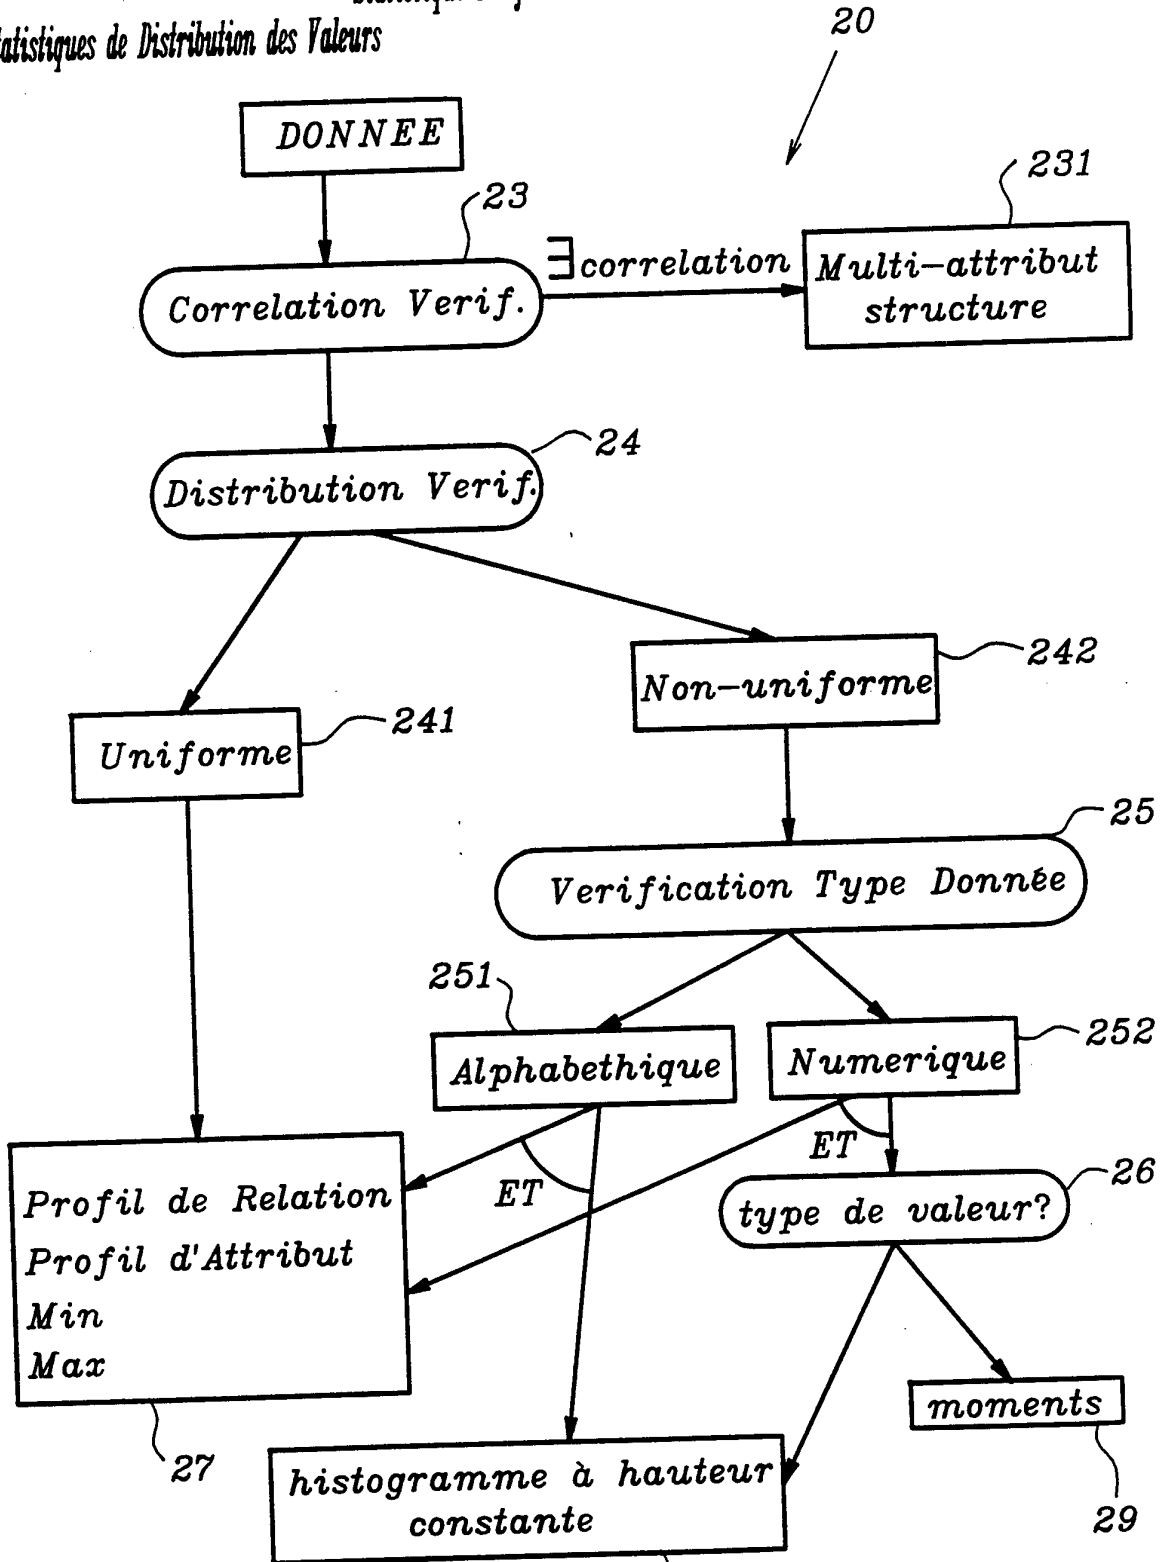 de Distribution des Valeurs
20
DONNEE
23
231
∃ correlation
Multi-attribut
structure
Correlation Verif.
24
Distribution Verif.
242
Non-uniforme
241
Uniforme
25
Verification Type Donnée
251
252
Alphabethique
Numerique
ET
ET
26
Profil de Relation
Profil d'Attribut
Min
Max
type de valeur?
moments
27
histogramme à hauteur
constante
29